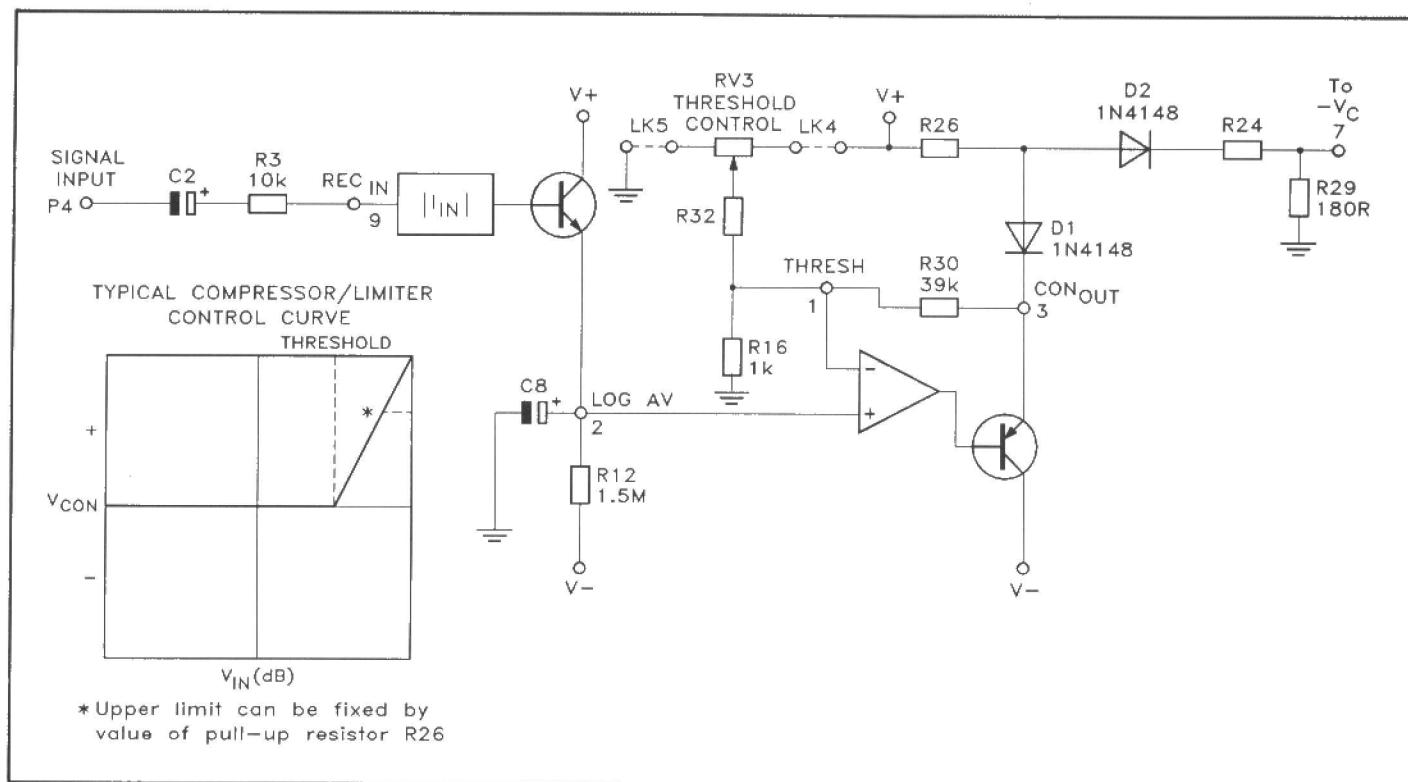 RV3
THRESHOLD
CONTROL
V+
V+
LK5
LK4
R26
D2
1N4148
R24
To
-VC
7
SIGNAL
INPUT
P4
C2
+
R3
10k
REC IN
9
|IIN|
R32
R29
180R
D1
1N4148
THRESH
1
R30
39k
CONOUT
3
TYPICAL COMPRESSOR/LIMITER
CONTROL CURVE
THRESHOLD
R16
1k
-
+
C8
+
LOG AV
2
*
+
VCON
-
R12
1.5M
V-
V-
VIN(dB)
*Upper limit can be fixed by
value of pull-up resistor R26